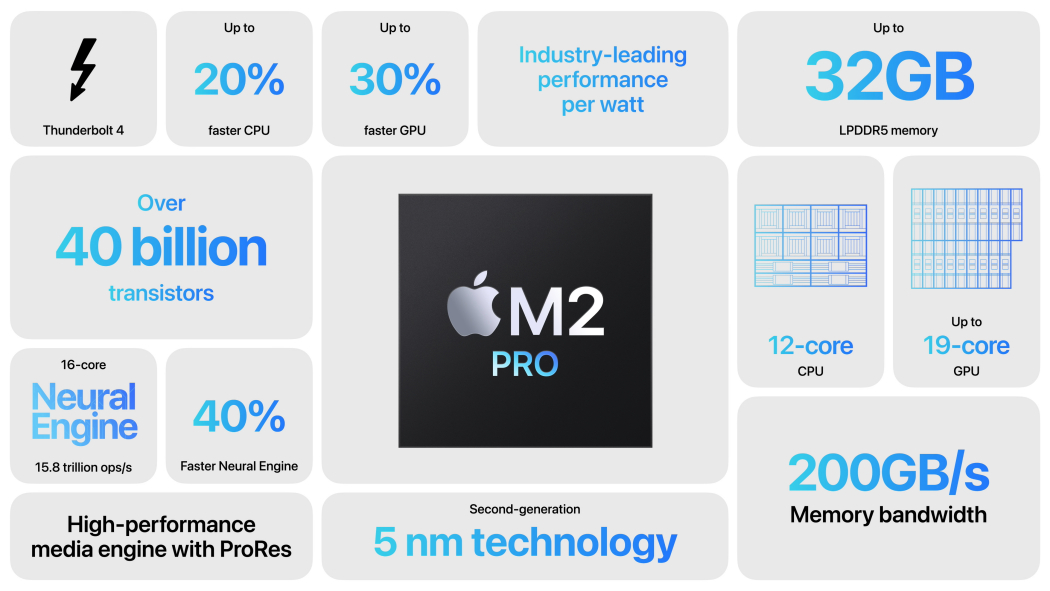 Thunderbolt 4
Up to
20%
faster CPU
Up to
30%
faster GPU
Industry-leading
performance
per watt
Up to
32GB
LPDDR5 memory
Over
40 billion
transistors
M2
PRO
12-core
CPU
Up to
19-core
GPU
16-core
Neural
Engine
15.8 trillion ops/s
40%
Faster Neural Engine
200GB/s
Memory bandwidth
High-performance
media engine with ProRes
Second-generation
5 nm technology